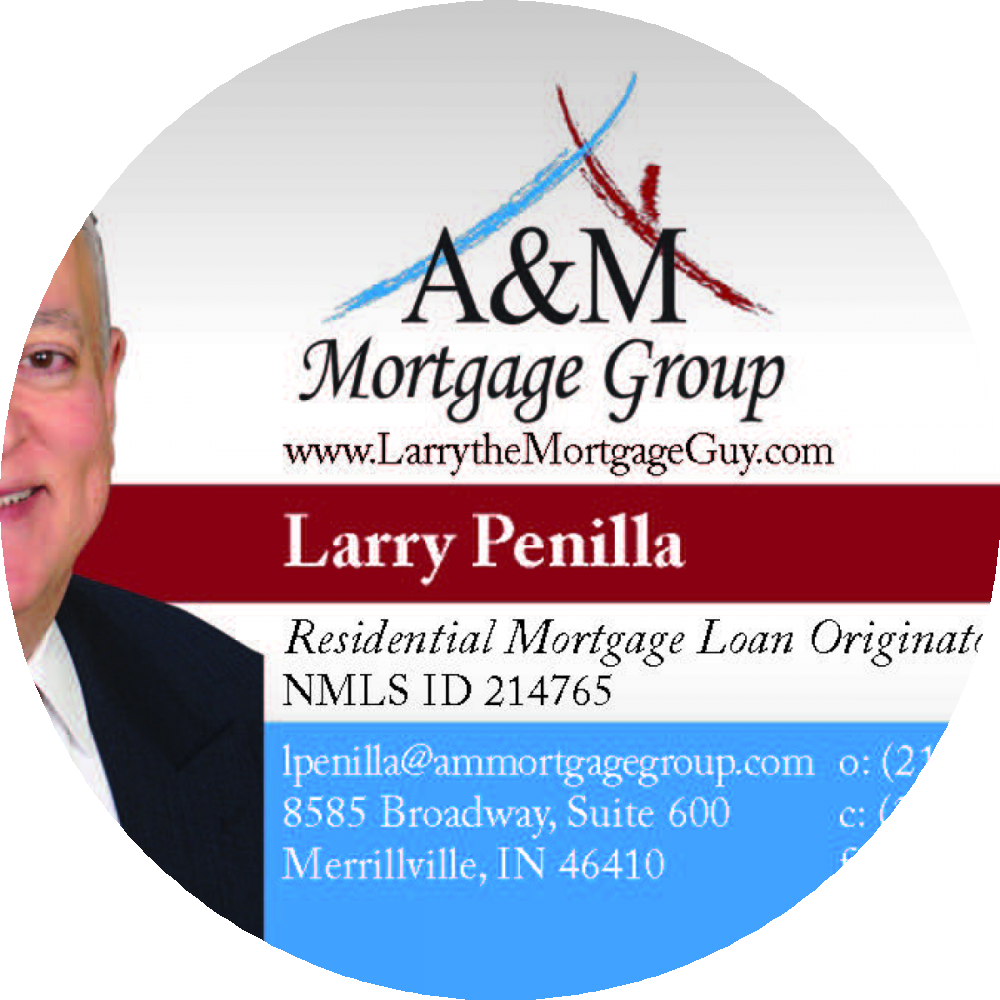 A&M
Mortgage Group
www.LarrytheMortgageGuy.com
Larry Penilla
Residential Mortgage Loan
NMLS ID 214765
lpenilla@ammortgagegroup.com o: (21
8585 Broadway, Suite 600 c: (
Merrillville, IN 46410